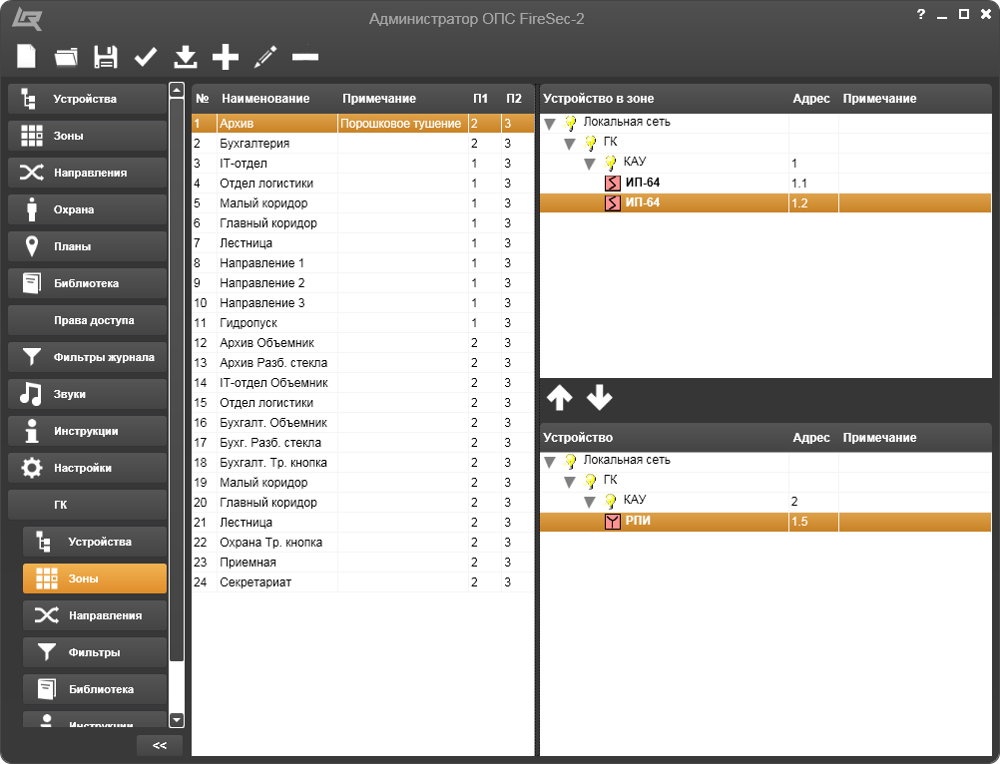 Администратор ОПС FireSec-2
?
Устройства
Зоны
Направления
Охрана
Планы
Библиотека
Права доступа
Фильтры журнала
Звуки
Инструкции
Настройки
ГК
Устройства
Зоны
Направления
Фильтры
Библиотека
Инструкции
<<
№ Наименование Примечание П1 П2
1 Архив Порошковое тушение 2 3
2 Бухгалтерия 2 3
3 IT-отдел 1 3
4 Отдел логистики 1 3
5 Малый коридор 1 3
6 Главный коридор 1 3
7 Лестница 1 3
8 Направление 1 1 3
9 Направление 2 1 3
10 Направление 3 1 3
11 Гидропуск 1 3
12 Архив Объемник 2 3
13 Архив Разб. стекла 2 3
14 IT-отдел Объемник 2 3
15 Отдел логистики 2 3
16 Бухгалт. Объемник 2 3
17 Бухг. Разб. стекла 2 3
18 Бухгалт. Тр. кнопка 2 3
19 Малый коридор 2 3
20 Главный коридор 2 3
21 Лестница 2 3
22 Охрана Тр. кнопка 2 3
23 Приемная 2 3
24 Секретариат 2 3
Устройство в зоне Адрес Примечание
Локальная сеть
ГК
КАУ 1
ИП-64 1.1
ИП-64 1.2
Устройство Адрес Примечание
Локальная сеть
ГК
КАУ 2
РПИ 1.5